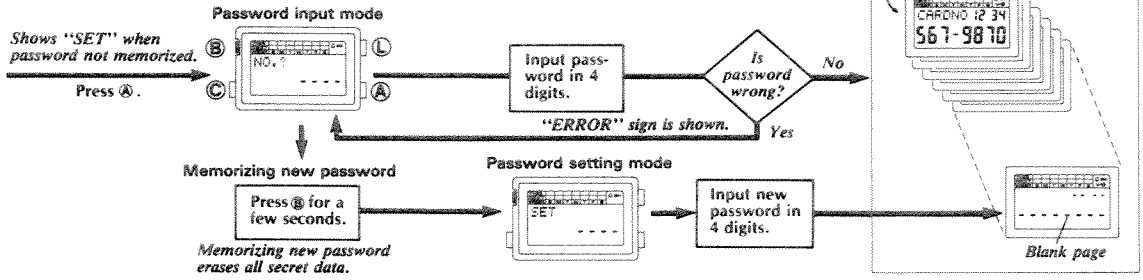 Password input mode
Shows “SET” when
password not memorized.
Press Ⓐ.
Ⓑ
Ⓛ
Ⓒ
Ⓐ
NO.?
- - - -
Input pass-
word in 4
digits.
Is
password
wrong?
No
Yes
“ERROR” sign is shown.
CARDNO 12 34
567-9870
Memorizing new password
Press Ⓑ for a
few seconds.
Memorizing new password
erases all secret data.
Password setting mode
SET
- - - -
Input new
password in
4 digits.
Blank page